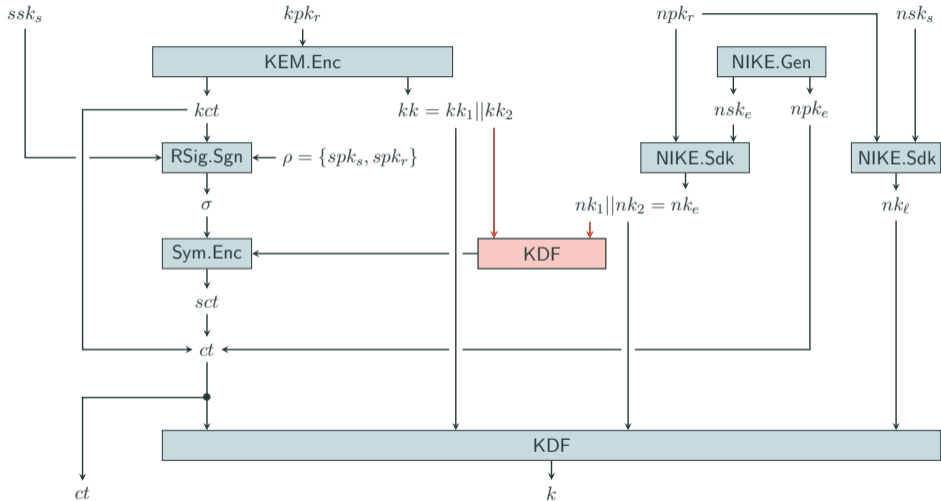 ssk_s kpk_r npk_r nsk_s
KEM.Enc NIKE.Gen
kct kk = kk_1||kk_2 nsk_e npk_e
RSig.Sgn ρ = {spk_s, spk_r} NIKE.Sdk NIKE.Sdk
σ nk_1||nk_2 = nk_e nk_ℓ
Sym.Enc KDF
sct
ct
KDF
ct k